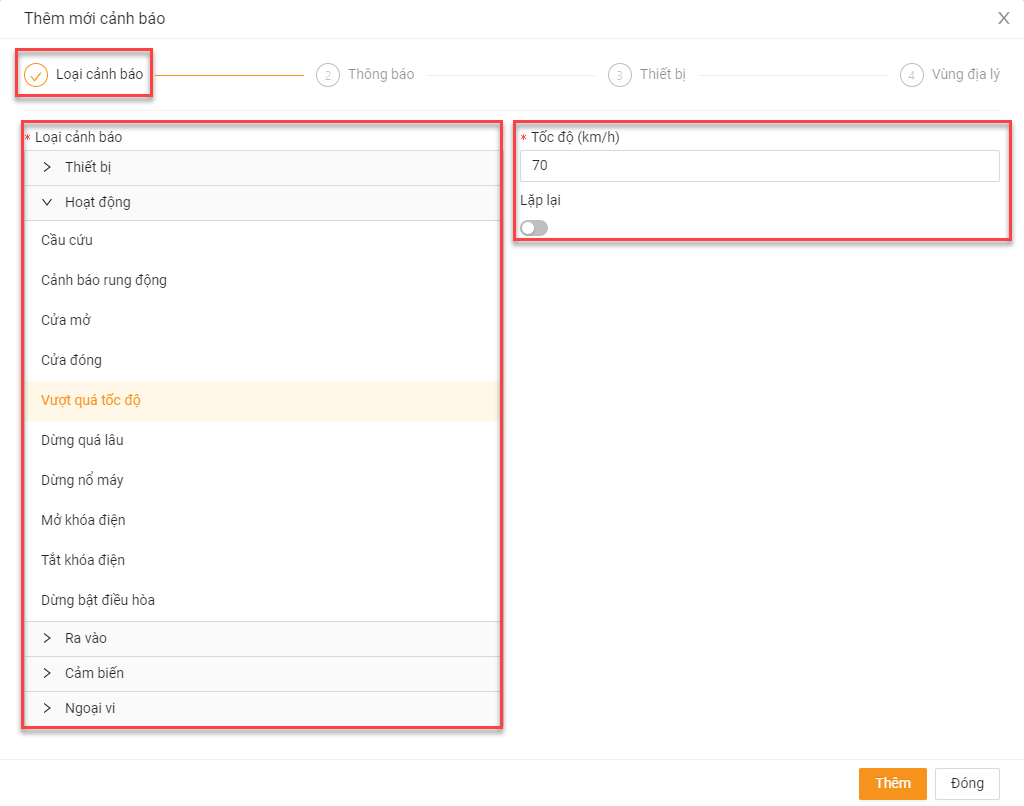 Thêm mới cảnh báo
Loại cảnh báo
2 Thông báo
3 Thiết bị
4 Vùng địa lý
* Loại cảnh báo
Thiết bị
Hoạt động
Cầu cứu
Cảnh báo rung động
Cửa mở
Cửa đóng
Vượt quá tốc độ
Dừng quá lâu
Dừng nổ máy
Mở khóa điện
Tắt khóa điện
Dừng bật điều hòa
Ra vào
Cảm biến
Ngoại vi
* Tốc độ (km/h)
70
Lặp lại
Thêm
Đóng